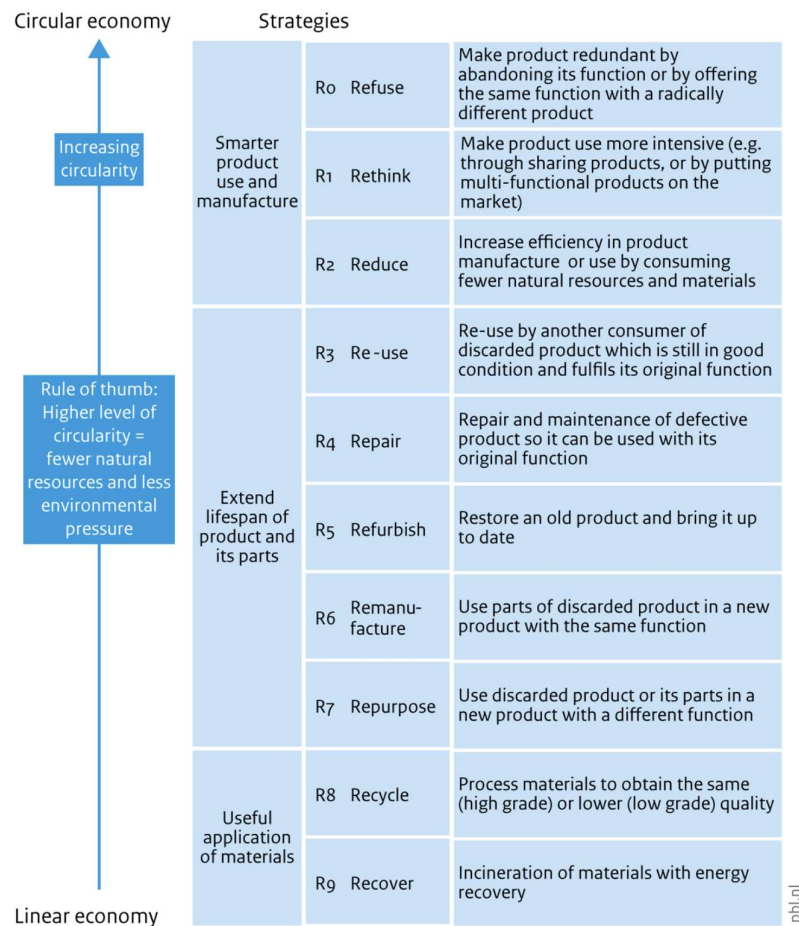 Circular economy
Strategies
Increasing
circularity
Rule of thumb:
Higher level of
circularity =
fewer natural
resources and less
environmental
pressure
Linear economy
Smarter
product
use and
manufacture
R0 Refuse
Make product redundant by
abandoning its function or by offering
the same function with a radically
different product
R1 Rethink
Make product use more intensive (e.g.
through sharing products, or by putting
multi-functional products on the
market)
R2 Reduce
Increase efficiency in product
manufacture or use by consuming
fewer natural resources and materials
Extend
lifespan of
product and
its parts
R3 Re-use
Re-use by another consumer of
discarded product which is still in good
condition and fulfils its original function
R4 Repair
Repair and maintenance of defective
product so it can be used with its
original function
R5 Refurbish
Restore an old product and bring it up
to date
R6 Remanu-
facture
Use parts of discarded product in a new
product with the same function
R7 Repurpose
Use discarded product or its parts in a
new product with a different function
Useful
application
of materials
R8 Recycle
Process materials to obtain the same
(high grade) or lower (low grade) quality
R9 Recover
Incineration of materials with energy
recovery
pbl.nl